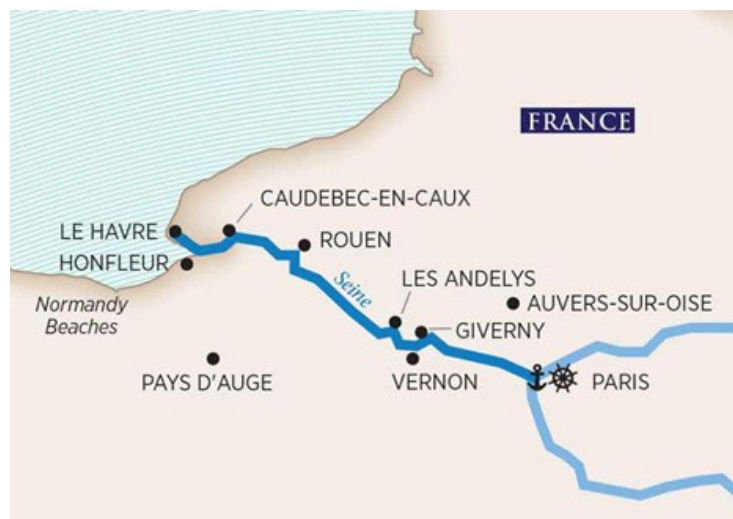 FRANCE
CAUDEBEC-EN-CAUX
LE HAVRE
ROUEN
HONFLEUR
Seine
LES ANDELYS
Normandy
Beaches
AUVERS-SUR-OISE
GIVERNY
PAYS D'AUGE
VERNON
PARIS